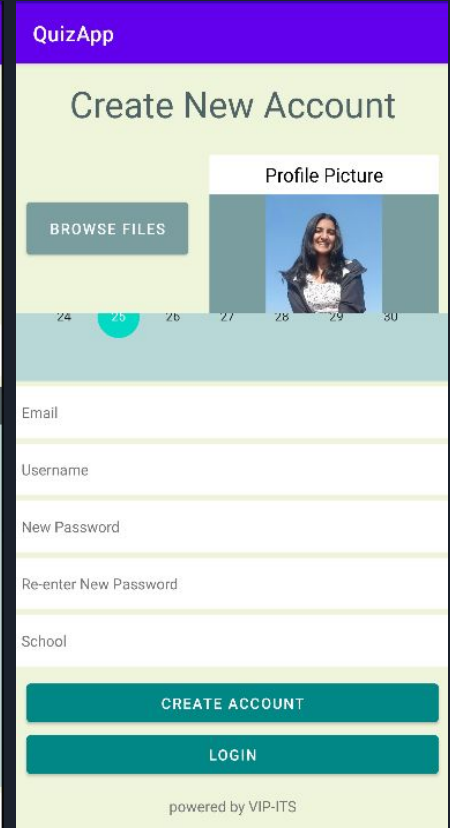 QuizApp
Create New Account
Profile Picture
BROWSE FILES
24 25 26 27 28 29 30
Email
Username
New Password
Re-enter New Password
School
CREATE ACCOUNT
LOGIN
powered by VIP-ITS